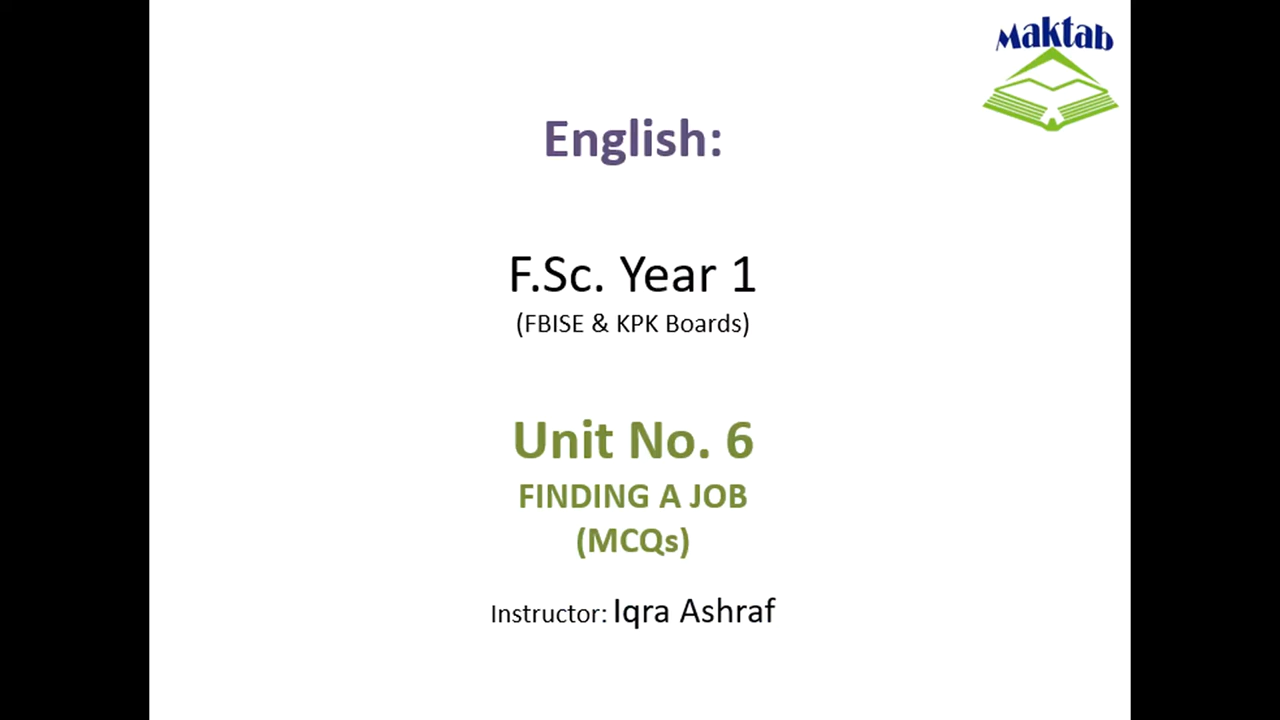 Maktab
English:
F.Sc. Year 1
(FBISE & KPK Boards)
Unit No. 6
FINDING A JOB
(MCQs)
Instructor: Iqra Ashraf